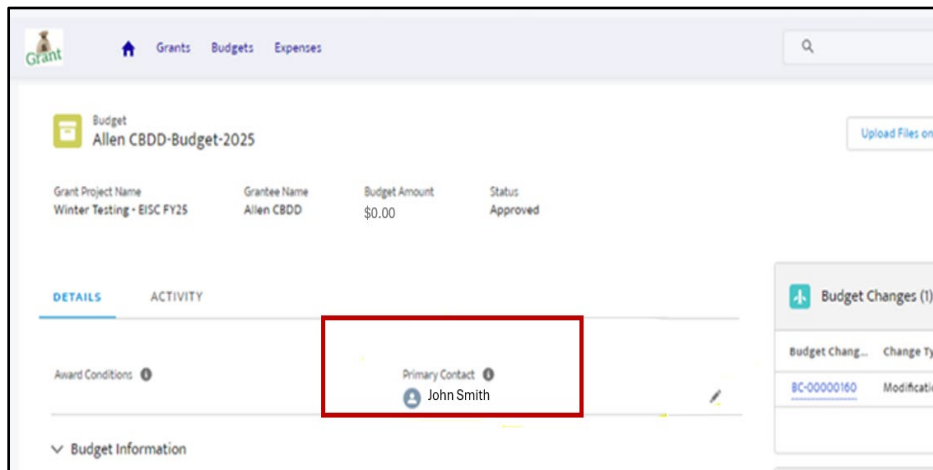 Grant
Grants Budgets Expenses
Budget
Allen CBDD-Budget-2025
Upload Files on
Grant Project Name Grantee Name Budget Amount Status
Winter Testing - EISC FY25 Allen CBDD $0.00 Approved
DETAILS ACTIVITY
Budget Changes (1)
Budget Chang... Change Ty
Award Conditions Primary Contact
BC-00000160 Modificatio
John Smith
Budget Information